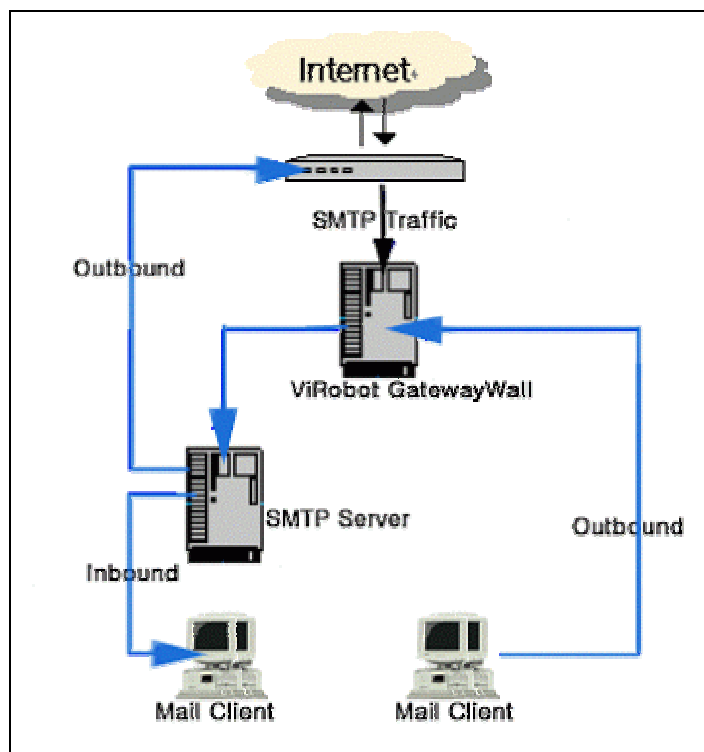 Internet
SMTP Traffic
Outbound
ViRobot GatewayWall
SMTP Server
Outbound
Inbound
Mail Client
Mail Client